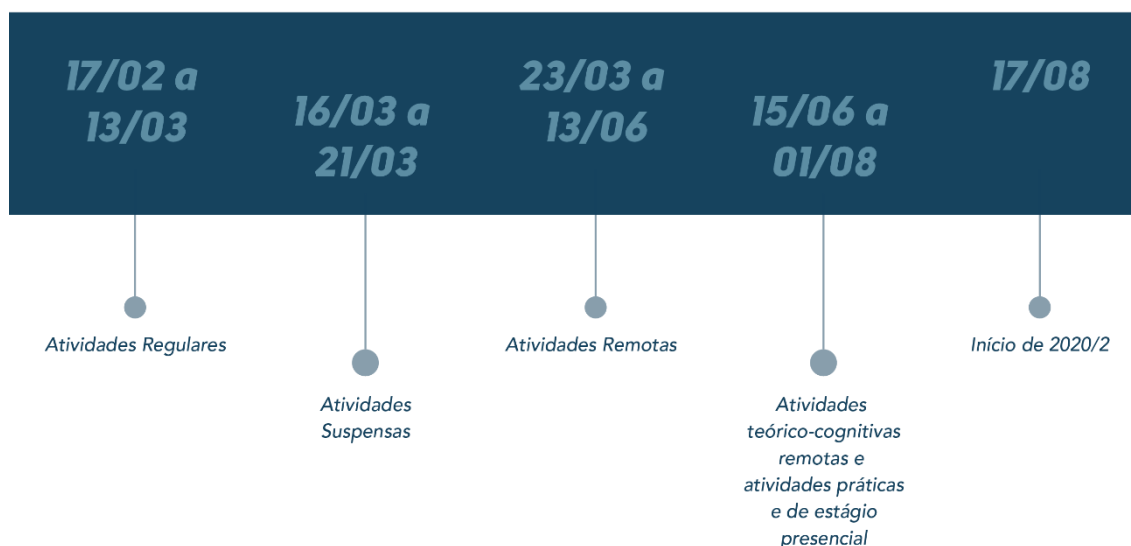 17/02 a
13/03
16/03 a
21/03
23/03 a
13/06
15/06 a
01/08
17/08
Atividades Regulares
Atividades
Suspensas
Atividades Remotas
Atividades
teórico-cognitivas
remotas e
atividades práticas
e de estágio
presencial
Início de 2020/2